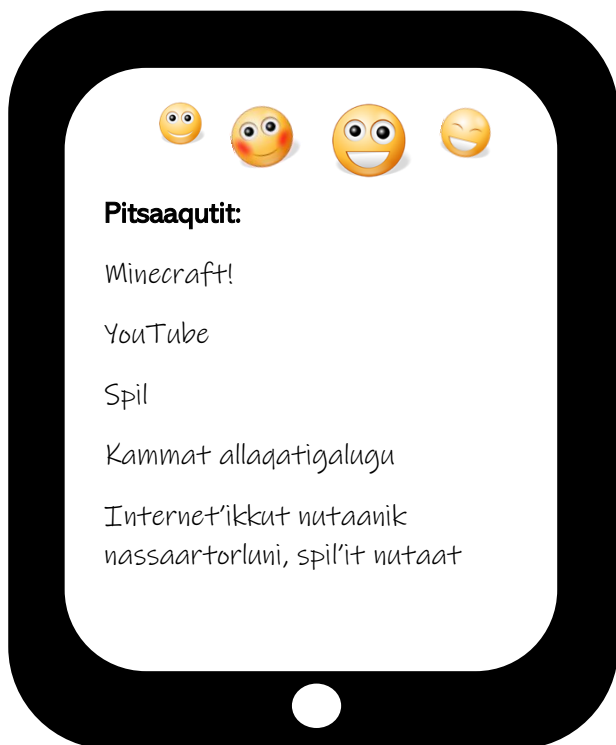 Pitsaaqutit:
Minecraft!
YouTube
Spil
Kammat allaqatigalugu
Internet'ikkut nutaanik
nassaartorluni, spil'it nutaat